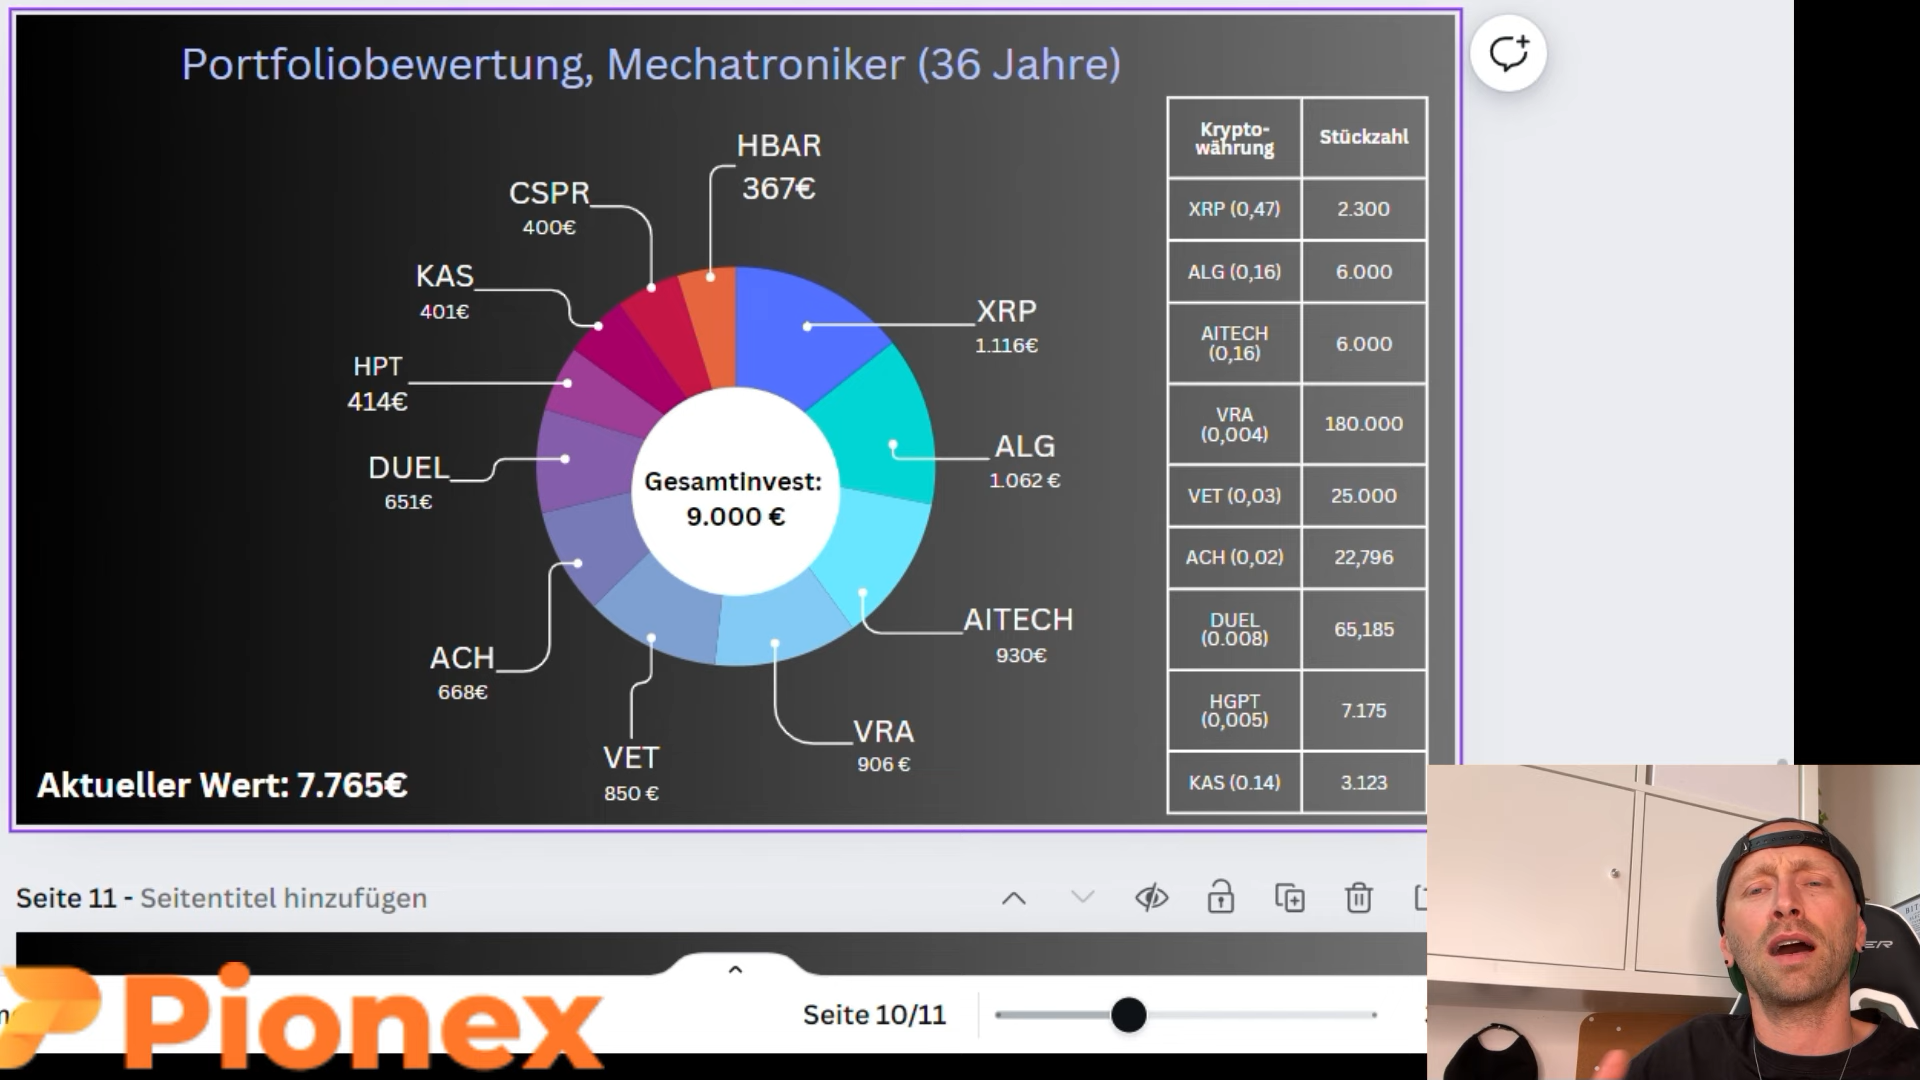 Portfoliobewertung, Mechatroniker (36 Jahre)
HBAR
367€
CSPR
400€
KAS
401€
HPT
414€
DUEL
651€
ACH
668€
VET
850 €
VRA
906 €
AITECH
930€
ALG
1.062 €
XRP
1.116€
Gesamtinvest:
9.000 €
Aktueller Wert: 7.765€
Krypto-
währung
Stückzahl
XRP (0,47)
2.300
ALG (0,16)
6.000
AITECH
(0,16)
6.000
VRA
(0,004)
180.000
VET (0,03)
25.000
ACH (0,02)
22,796
DUEL
(0.008)
65,185
HGPT
(0,005)
7.175
KAS (0.14)
3.123
Seite 11 - Seitentitel hinzufügen
Pionex
Seite 10/11